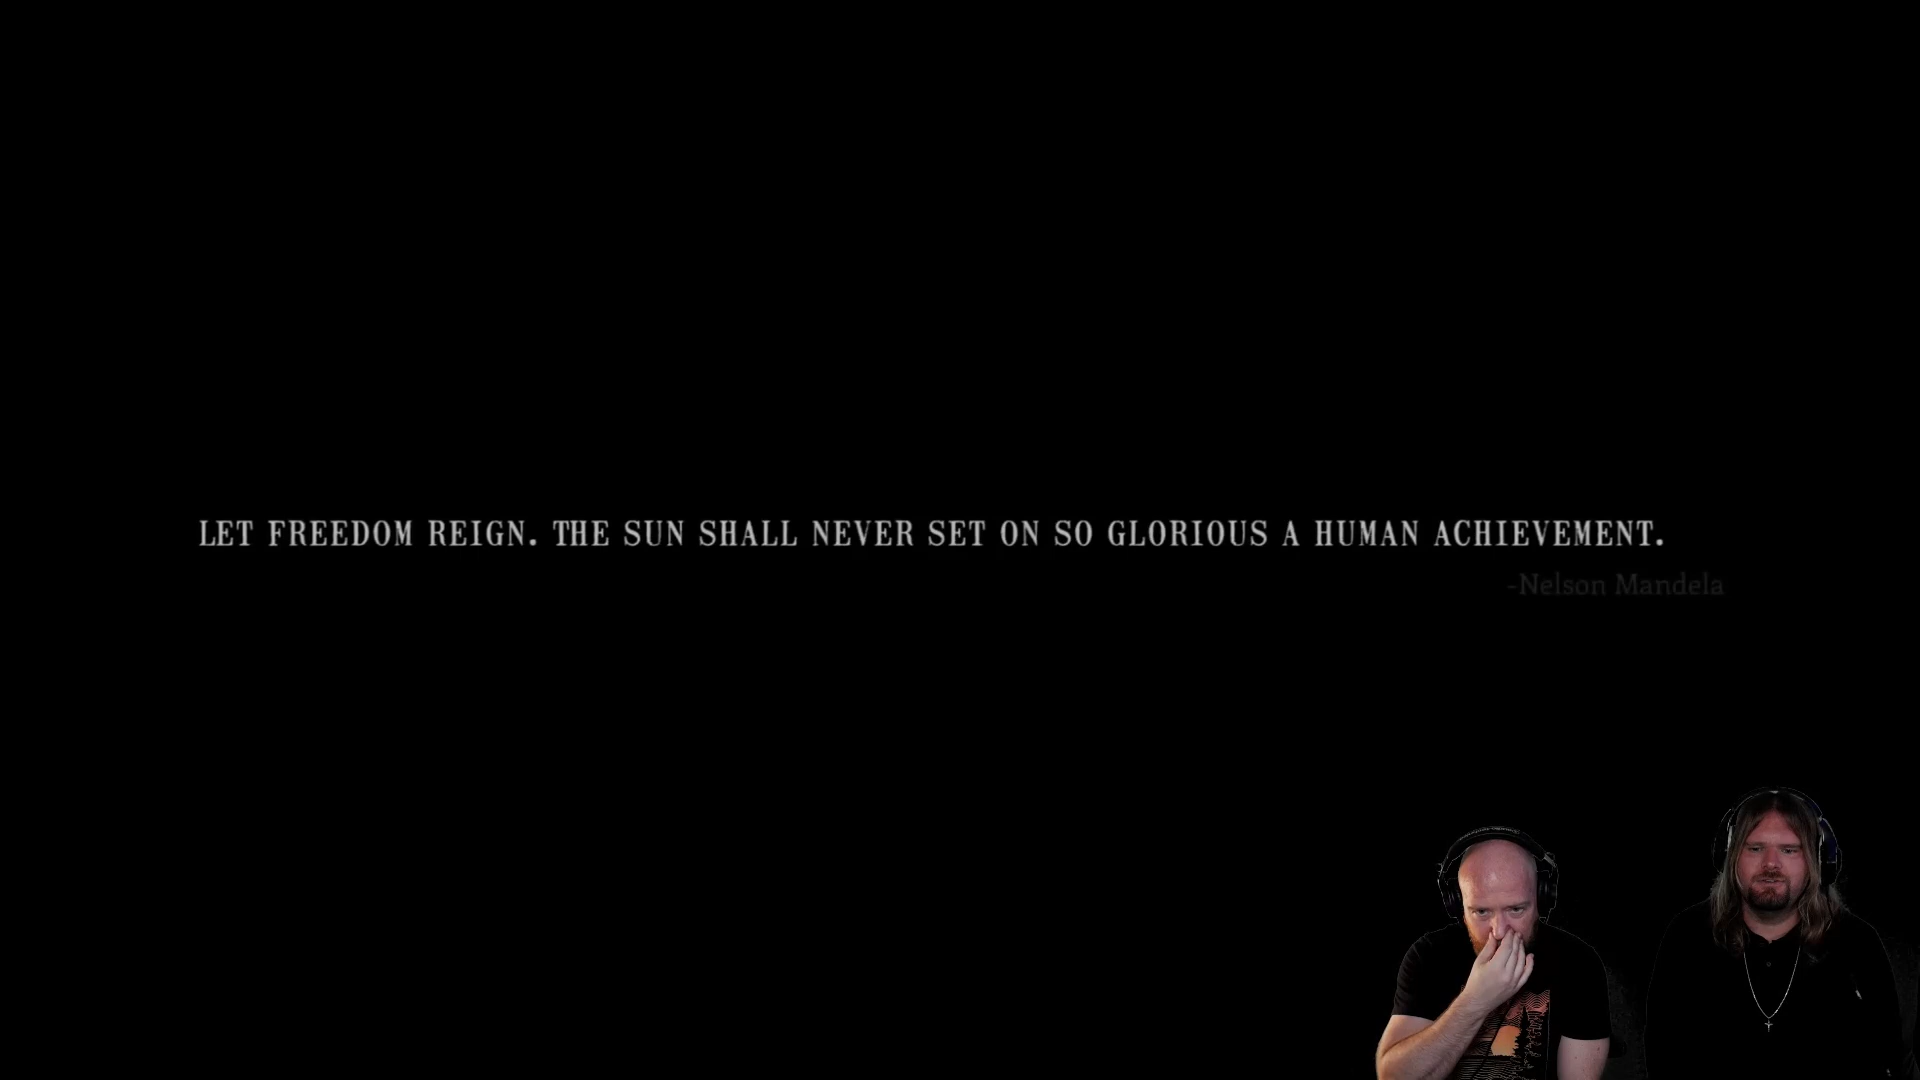 LET FREEDOM REIGN. THE SUN SHALL NEVER SET ON SO GLORIOUS A HUMAN ACHIEVEMENT.
-Nelson Mandela